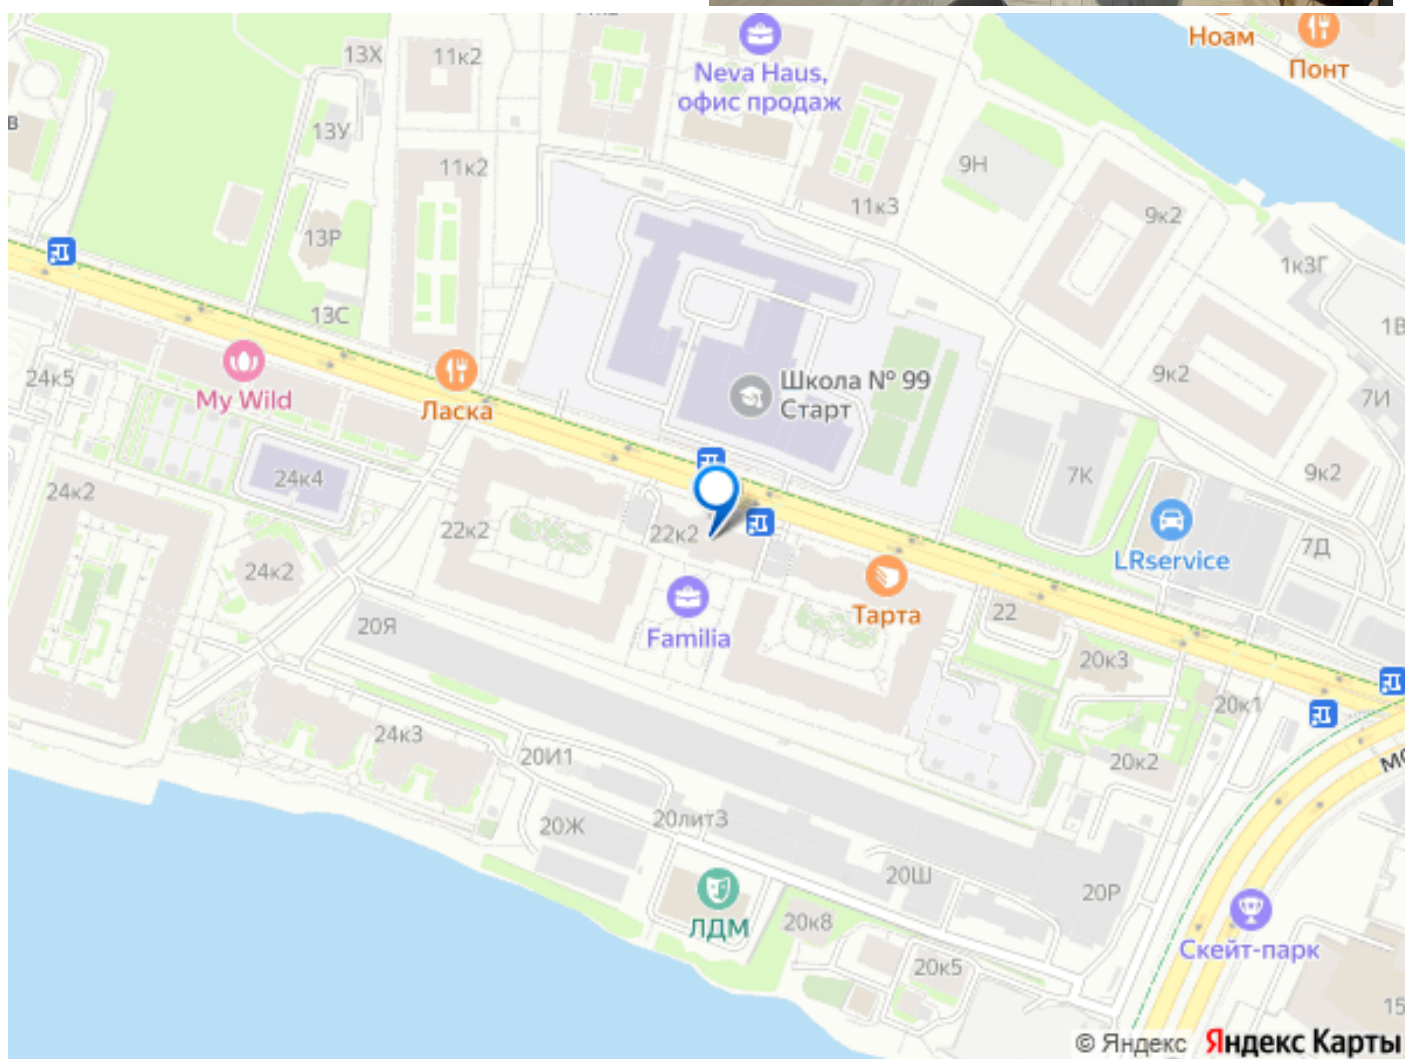 Ноам
Понт
13Х
11к2
Neva Haus,
офис продаж
13У
11к2
9Н
11к3
9к2
13Р
1к3Г
13С
1В
24к5
My Wild
Ласка
Школа № 99
Старт
9к2
7И
24к4
24к2
7К
9к2
22к2
22к2
LRservice
7Д
24к2
Тарта
22
20Я
Familia
20к3
20к1
24к3
20И1
20к2
20Ж
20лит3
20Ш
20Р
ЛДМ
20к8
Скейт-парк
20к5
15
© Яндекс Яндекс Карты